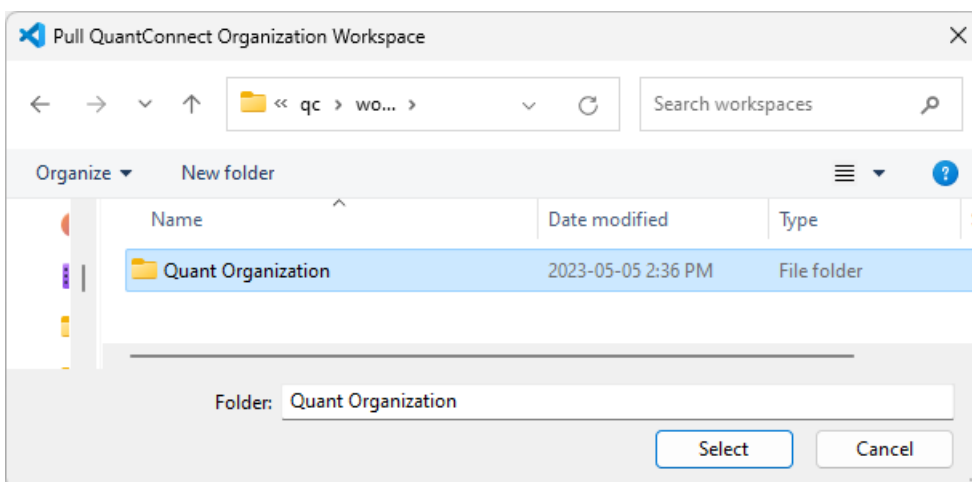 Pull QuantConnect Organization Workspace
« qc > wo... >
Search workspaces
Organize
New folder
?
Name
Date modified
Type
Quant Organization
2023-05-05 2:36 PM
File folder
Folder: Quant Organization
Select
Cancel